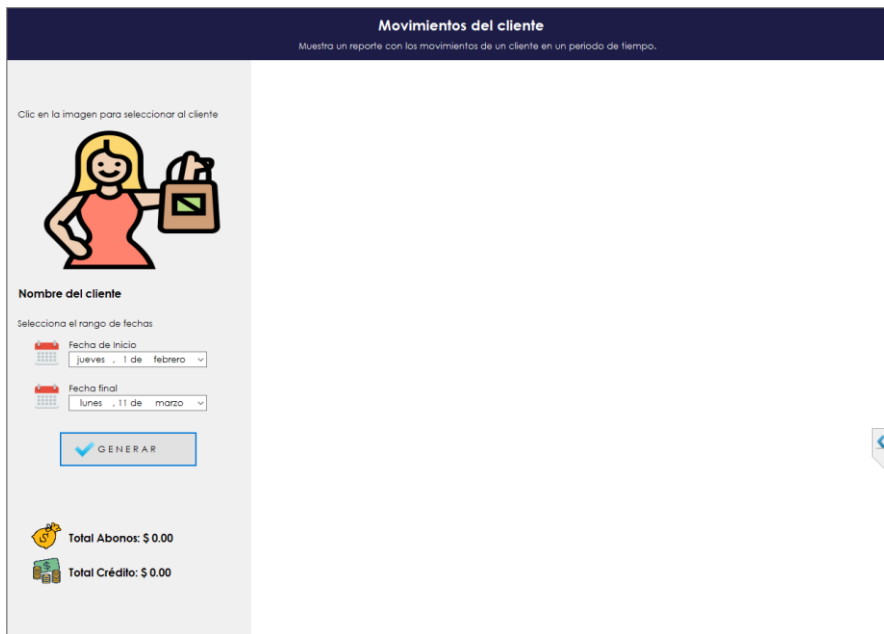 Movimientos del cliente
Muestra un reporte con los movimientos de un cliente en un periodo de tiempo.
Clic en la imagen para seleccionar al cliente
Nombre del cliente
Selecciona el rango de fechas
Fecha de Inicio
jueves , 1 de febrero
Fecha final
lunes , 11 de marzo
GENERAR
Total Abonos: $ 0.00
Total Crédito: $ 0.00